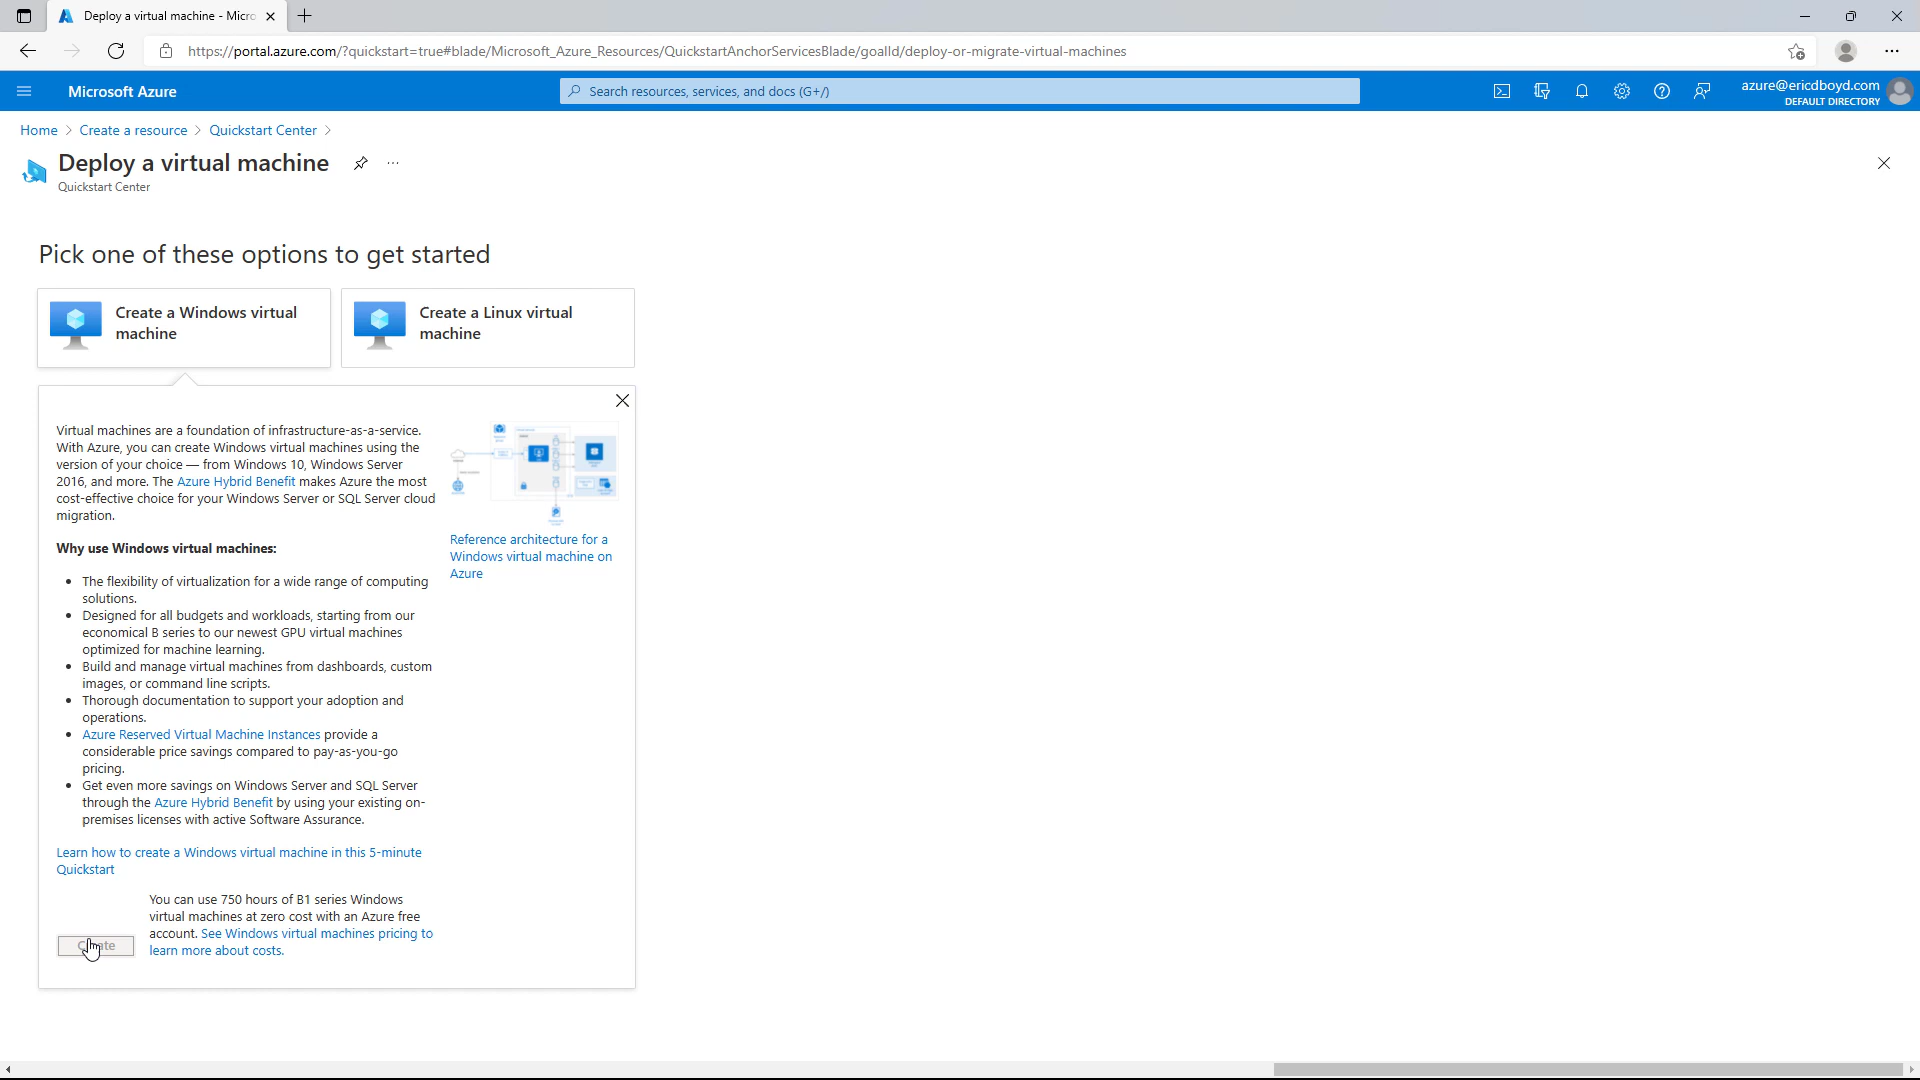 Deploy a virtual machine - Micro
https://portal.azure.com/?quickstart=true#blade/Microsoft_Azure_Resources/QuickstartAnchorServicesBlade/goalId/deploy-or-migrate-virtual-machines
Microsoft Azure
Search resources, services, and docs (G+/)
azure@ericdboyd.com
DEFAULT DIRECTORY
Home > Create a resource > Quickstart Center >
Deploy a virtual machine
Quickstart Center
Pick one of these options to get started
Create a Windows virtual
machine
Create a Linux virtual
machine
Virtual machines are a foundation of infrastructure-as-a-service.
With Azure, you can create Windows virtual machines using the
version of your choice — from Windows 10, Windows Server
2016, and more. The Azure Hybrid Benefit makes Azure the most
cost-effective choice for your Windows Server or SQL Server cloud
migration.
Reference architecture for a
Windows virtual machine on
Azure
Why use Windows virtual machines:
• The flexibility of virtualization for a wide range of computing
solutions.
• Designed for all budgets and workloads, starting from our
economical B series to our newest GPU virtual machines
optimized for machine learning.
• Build and manage virtual machines from dashboards, custom
images, or command line scripts.
• Thorough documentation to support your adoption and
operations.
• Azure Reserved Virtual Machine Instances provide a
considerable price savings compared to pay-as-you-go
pricing.
• Get even more savings on Windows Server and SQL Server
through the Azure Hybrid Benefit by using your existing on-
premises licenses with active Software Assurance.
Learn how to create a Windows virtual machine in this 5-minute
Quickstart
You can use 750 hours of B1 series Windows
virtual machines at zero cost with an Azure free
account. See Windows virtual machines pricing to
learn more about costs.